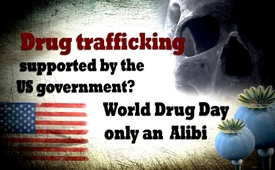 Drug trafficking
supported by the
US government?
World Drug Day
only an Alibi